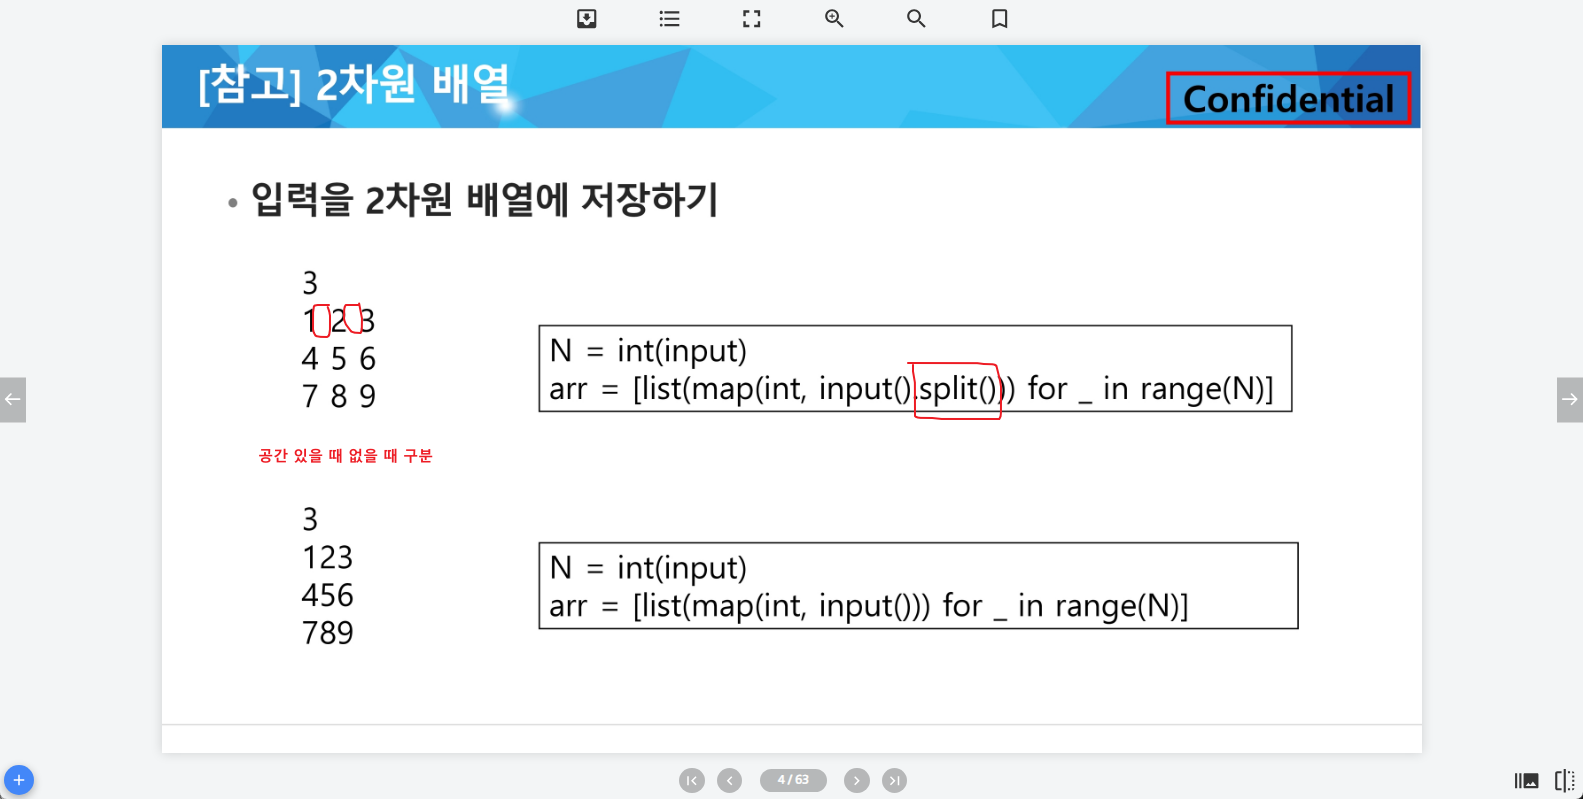 [참고] 2차원 배열
Confidential
• 입력을 2차원 배열에 저장하기
3
1 2 3
4 5 6
7 8 9
N = int(input)
arr = [list(map(int, input().split())) for _ in range(N)]
공간 있을 때 없을 때 구분
3
123
456
789
N = int(input)
arr = [list(map(int, input())) for _ in range(N)]
4 / 63